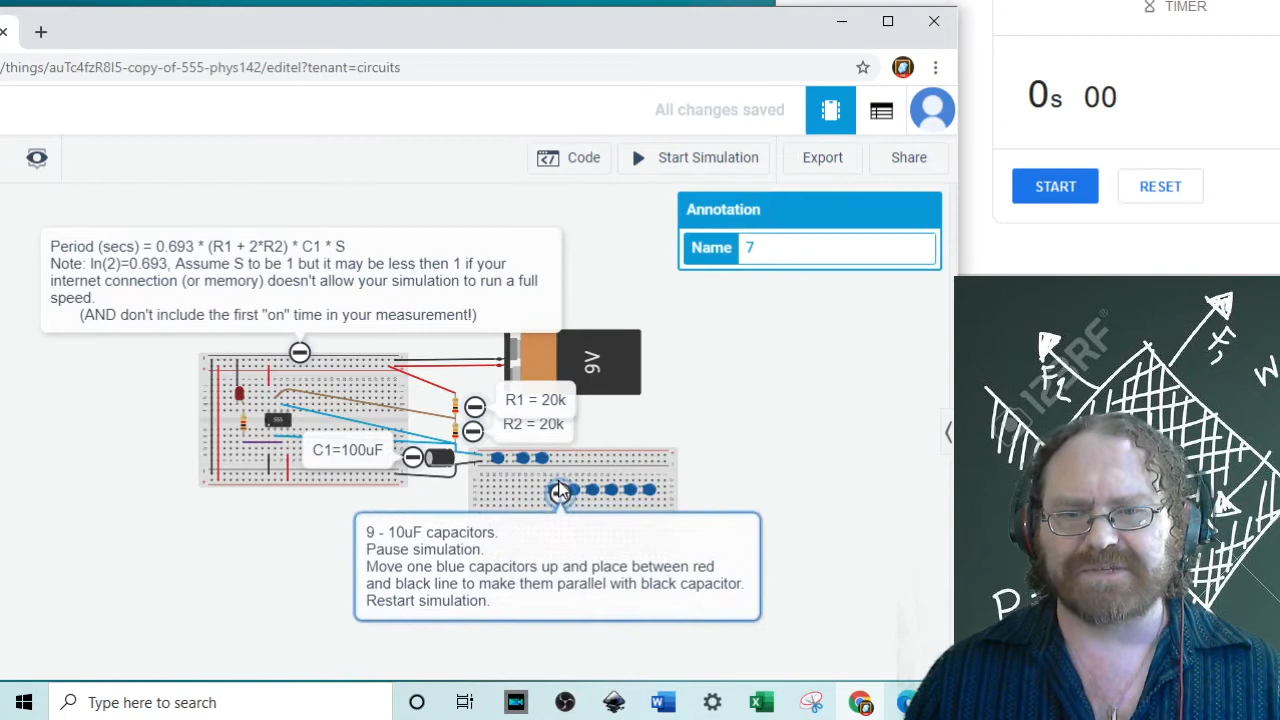 TIMER
/things/auTc4fzR8I5-copy-of-555-phys142/editel?tenant=circuits
All changes saved
0s 00
Code
Start Simulation
Export
Share
START
RESET
Annotation
Name 7
Period (secs) = 0.693 * (R1 + 2*R2) * C1 * S
Note: ln(2)=0.693, Assume S to be 1 but it may be less then 1 if your
internet connection (or memory) doesn't allow your simulation to run a full
speed.
(AND don't include the first "on" time in your measurement!)
9V
R1 = 20k
R2 = 20k
C1=100uF
555
9 - 10uF capacitors.
Pause simulation.
Move one blue capacitors up and place between red
and black line to make them parallel with black capacitor.
Restart simulation.
123RF
F2
F1
W
P
Type here to search